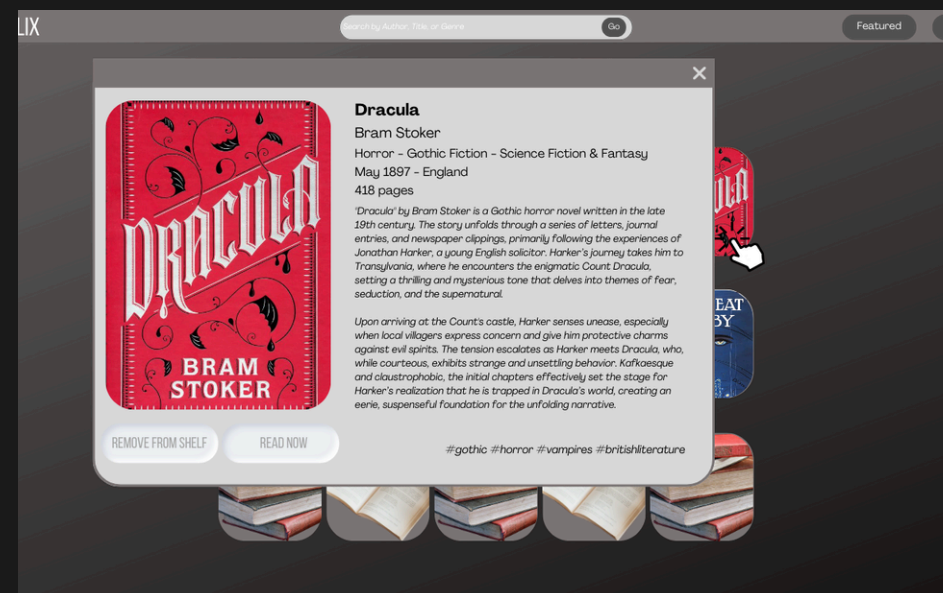 LIX
Search by Author, Title, or Genre
Go
Featured
Dracula
Bram Stoker
Horror - Gothic Fiction - Science Fiction & Fantasy
May 1897 - England
418 pages
"Dracula" by Bram Stoker is a Gothic horror novel written in the late
19th century. The story unfolds through a series of letters, journal
entries, and newspaper clippings, primarily following the experiences of
Jonathan Harker, a young English solicitor. Harker's journey takes him to
Transylvania, where he encounters the enigmatic Count Dracula,
setting a thrilling and mysterious tone that delves into themes of fear,
seduction, and the supernatural.
Upon arriving at the Count's castle, Harker senses unease, especially
when local villagers express concern and give him protective charms
against evil spirits. The tension escalates as Harker meets Dracula, who,
while courteous, exhibits strange and unsettling behavior. Kafkaesque
and claustrophobic, the initial chapters effectively set the stage for
Harker's realization that he is trapped in Dracula's world, creating an
eerie, suspenseful foundation for the unfolding narrative.
#gothic #horror #vampires #britishliterature
DRACULA
BRAM
STOKER
REMOVE FROM SHELF
READ NOW
ULA
EAT
BY